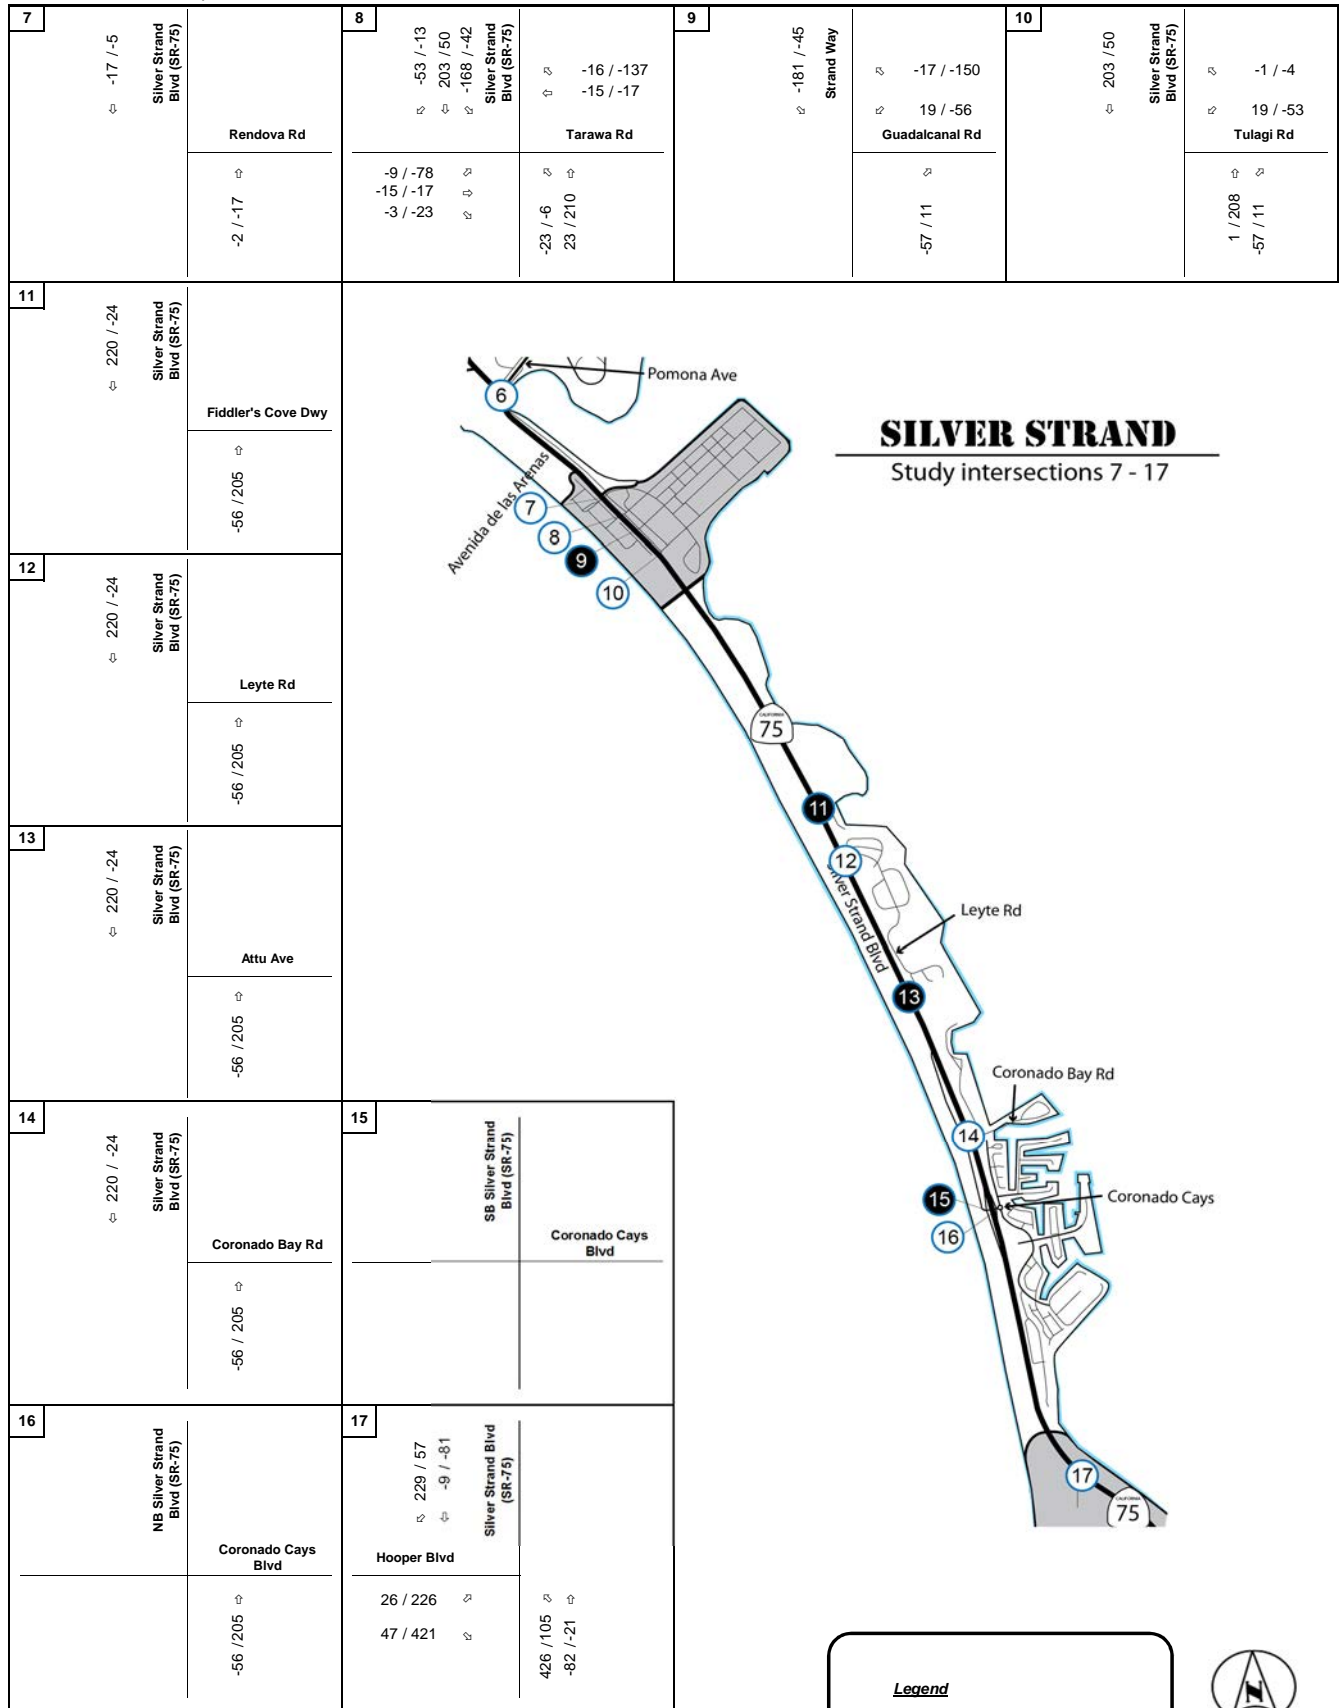 7
-17 / -5
Silver Strand
Blvd (SR-75)
Rendova Rd
-2 / -17
8
-53 / -13
203 / 50
-168 / -42
Silver Strand
Blvd (SR-75)
-16 / -137
-15 / -17
Tarawa Rd
-9 / -78
-15 / -17
-3 / -23
-23 / -6
23 / 210
9
-181 / -45
Strand Way
-17 / -150
19 / -56
Guadalcanal Rd
-57 / 11
10
203 / 50
Silver Strand
Blvd (SR-75)
-1 / -4
19 / -53
Tulagi Rd
1 / 208
-57 / 11
11
220 / -24
Silver Strand
Blvd (SR-75)
Fiddler's Cove Dwy
-56 / 205
12
220 / -24
Silver Strand
Blvd (SR-75)
Leyte Rd
-56 / 205
13
220 / -24
Silver Strand
Blvd (SR-75)
Attu Ave
-56 / 205
14
220 / -24
Silver Strand
Blvd (SR-75)
Coronado Bay Rd
-56 / 205
15
SB Silver Strand
Blvd (SR-75)
Coronado Cays
Blvd
16
NB Silver Strand
Blvd (SR-75)
Coronado Cays
Blvd
-56 / 205
17
229 / 57
-9 / -81
Silver Strand Blvd
(SR-75)
Hooper Blvd
26 / 226
47 / 421
426 / 105
-82 / -21
SILVER STRAND
Study intersections 7 - 17
Pomona Ave
6
Avenida de las Arenas
7
8
9
10
CALIFORNIA
75
11
12
Silver Strand Blvd
Leyte Rd
13
Coronado Bay Rd
14
15
Coronado Cays
16
17
CALIFORNIA
75
Legend
N